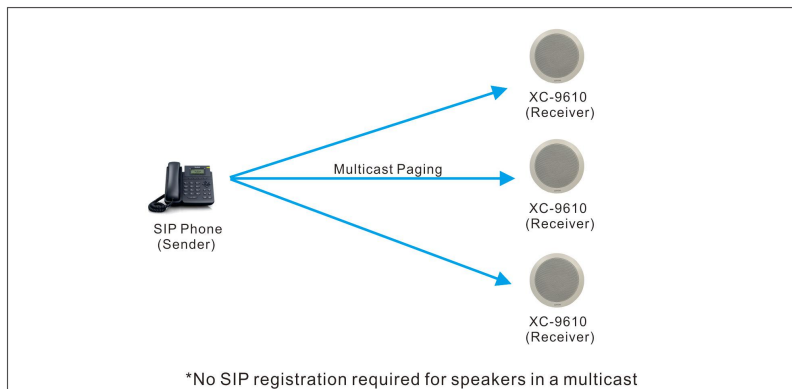 XC-9610
(Receiver)
Multicast Paging
XC-9610
(Receiver)
SIP Phone
(Sender)
XC-9610
(Receiver)
*No SIP registration required for speakers in a multicast